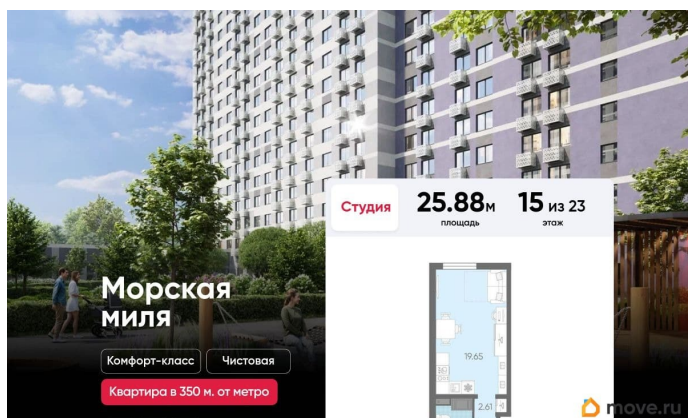 Студия
25.88м
площадь
15 из 23
этаж
Морская
миля
Комфорт-класс
Чистовая
Квартира в 350 м. от метро
19.65
2.61
move.ru